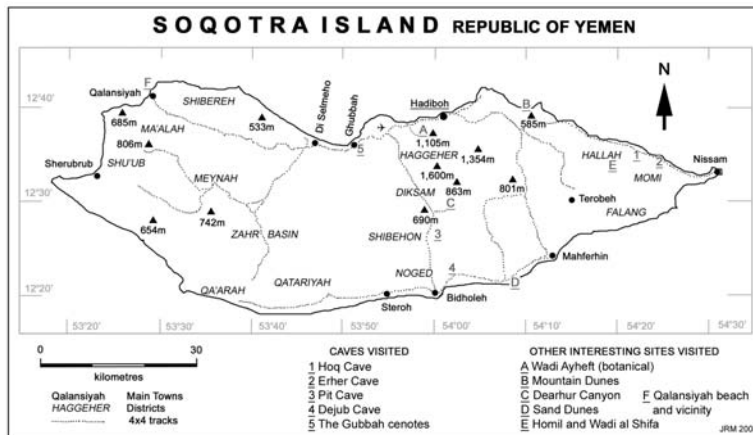 SOQOTRA ISLAND REPUBLIC OF YEMEN
F
Qalansiyah
SHIBEREH
12°40'
685m
MA'ALAH
533m
Di Selmeho
Ghubbah
5
Hadiboh
A
1,105m
B
585m
N
806m
SHU'UB
Sherubrub
MEYNAH
HAGGEHER
1,354m
1,600m
863m
801m
HALLAH
1
2
E
MOMI
Nissam
12°30'
654m
742m
ZAHR BASIN
DIKSAM
C
690m
3
SHIBEHON
Terobeh
FALANG
Mahferhin
QA'ARAH
QATARIYAH
NOGED
4
D
12°20'
Steroh
Bidholeh
53°20' 53°30' 53°40' 53°50' 54°00' 54°10' 54°20' 54°30'
0 30
kilometres
Qalansiyah Main Towns
HAGGEHER Districts
4x4 tracks
CAVES VISITED
1 Hoq Cave
2 Erher Cave
3 Pit Cave
4 Dejub Cave
5 The Gubbah cenotes
OTHER INTERESTING SITES VISITED
A Wadi Ayheft (botanical)
B Mountain Dunes
C Dearhur Canyon
D Sand Dunes
E Homil and Wadi al Shifa
F Qalansiyah beach
and vicinity